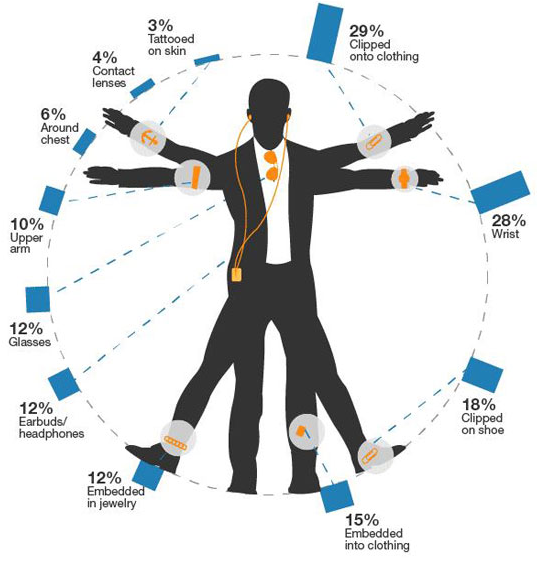 3%
Tattooed
on skin
29%
Clipped
onto clothing
4%
Contact
lenses
6%
Around
chest
10%
Upper
arm
28%
Wrist
12%
Glasses
12%
Earbuds/
headphones
18%
Clipped
on shoe
12%
Embedded
in jewelry
15%
Embedded
into clothing